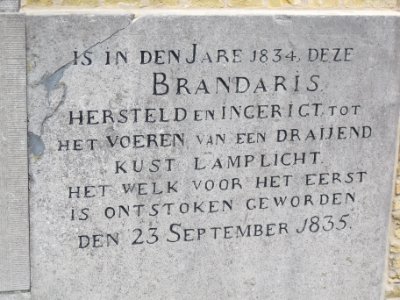 IS IN DEN JARE 1834, DEZE
BRANDARIS
HERSTELD EN INGERIGT, TOT
HET VOEREN VAN EEN DRAIJEND
KUST LAMPLICHT.
HET WELK VOOR HET EERST
IS ONTSTOKEN GEWORDEN
DEN 23 SEPTEMBER 1835.